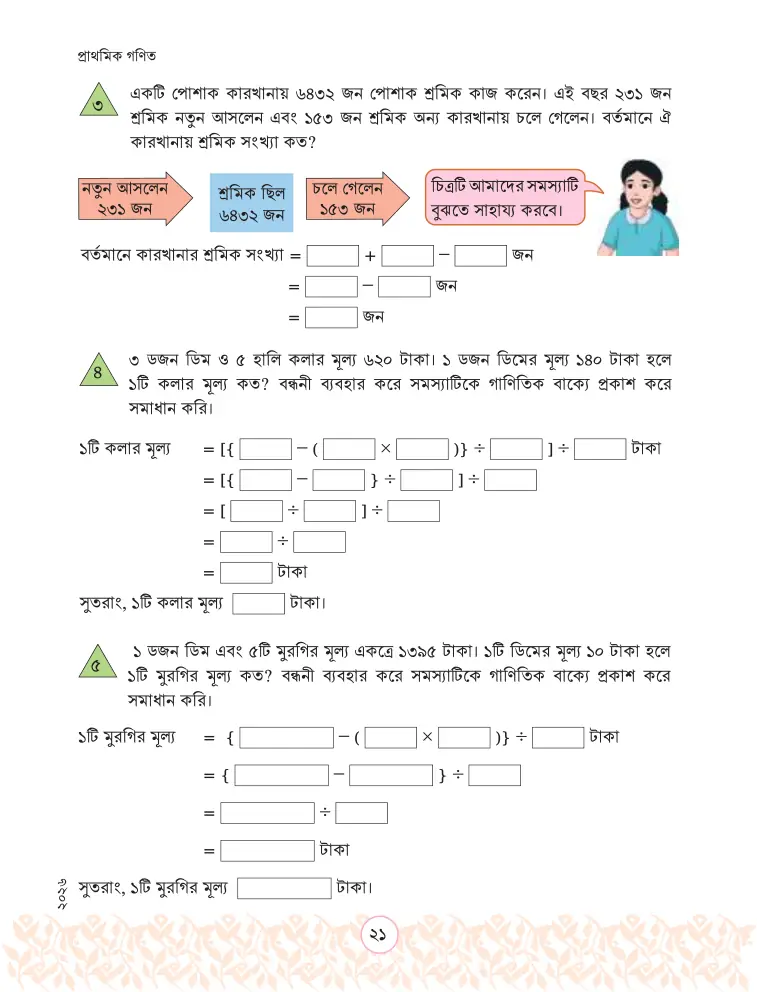 প্রাথমিক গণিত
৩
একটি পোশাক কারখানায় ৬৪৩২ জন পোশাক শ্রমিক কাজ করেন। এই বছর ২৩১ জন
শ্রমিক নতুন আসলেন এবং ১৫৩ জন শ্রমিক অন্য কারখানায় চলে গেলেন। বর্তমানে ঐ
কারখানায় শ্রমিক সংখ্যা কত?
নতুন আসলেন
২৩১ জন
শ্রমিক ছিল
৬৪৩২ জন
চলে গেলেন
১৫৩ জন
চিত্রটি আমাদের সমস্যাটি
বুঝতে সাহায্য করবে।
বর্তমানে কারখানার শ্রমিক সংখ্যা = + − জন
= − জন
= জন
৪
৩ ডজন ডিম ও ৫ হালি কলার মূল্য ৬২০ টাকা। ১ ডজন ডিমের মূল্য ১৪০ টাকা হলে
১টি কলার মূল্য কত? বন্ধনী ব্যবহার করে সমস্যাটিকে গাণিতিক বাক্যে প্রকাশ করে
সমাধান করি।
১টি কলার মূল্য = [{ − ( × )} ÷ ] ÷ টাকা
= [{ − } ÷ ] ÷
= [ ÷ ] ÷
= ÷
= টাকা
সুতরাং, ১টি কলার মূল্য টাকা।
৫
১ ডজন ডিম এবং ৫টি মুরগির মূল্য একত্রে ১৩৯৫ টাকা। ১টি ডিমের মূল্য ১০ টাকা হলে
১টি মুরগির মূল্য কত? বন্ধনী ব্যবহার করে সমস্যাটিকে গাণিতিক বাক্যে প্রকাশ করে
সমাধান করি।
১টি মুরগির মূল্য = { − ( × )} ÷ টাকা
= { − } ÷
= ÷
= টাকা
সুতরাং, ১টি মুরগির মূল্য টাকা।
২০২৬
২১